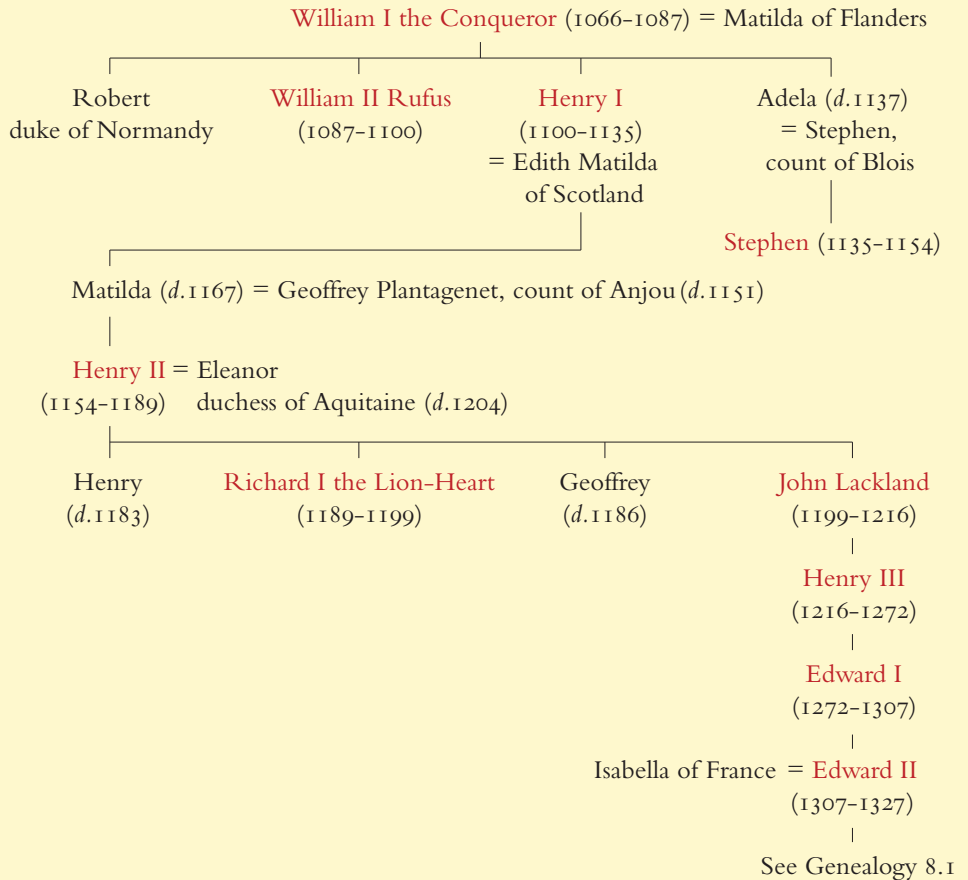 William I the Conqueror (1066–1087) = Matilda of Flanders
Robert William II Rufus Henry I Adela (d.1137)
duke of Normandy (1087–1100) (1100–1135) = Stephen,
= Edith Matilda count of Blois
of Scotland
Stephen (1135–1154)
Matilda (d.1167) = Geoffrey Plantagenet, count of Anjou (d.1151)
Henry II = Eleanor
(1154–1189) duchess of Aquitaine (d.1204)
Henry Richard I the Lion-Heart Geoffrey John Lackland
(d.1183) (1189–1199) (d.1186) (1199–1216)
Henry III
(1216–1272)
Edward I
(1272–1307)
Isabella of France = Edward II
(1307–1327)
See Genealogy 8.1